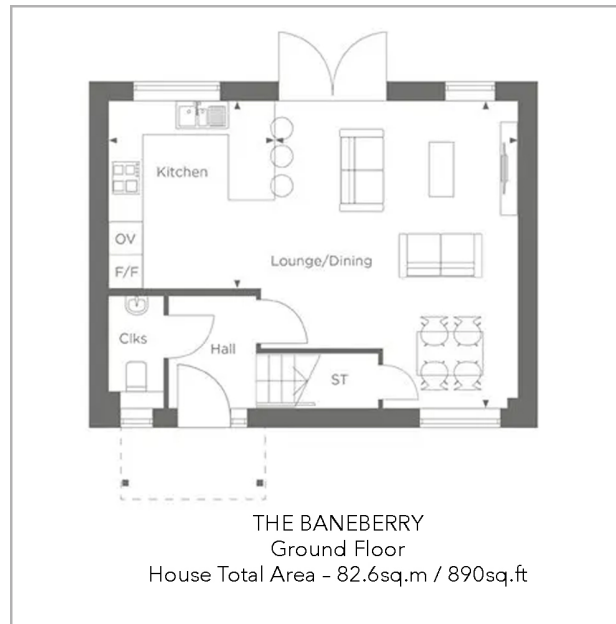 Kitchen
OV
F/F
Lounge/Dining
Clks
Hall
ST
THE BANEBERRY
Ground Floor
House Total Area - 82.6sq.m / 890sq.ft